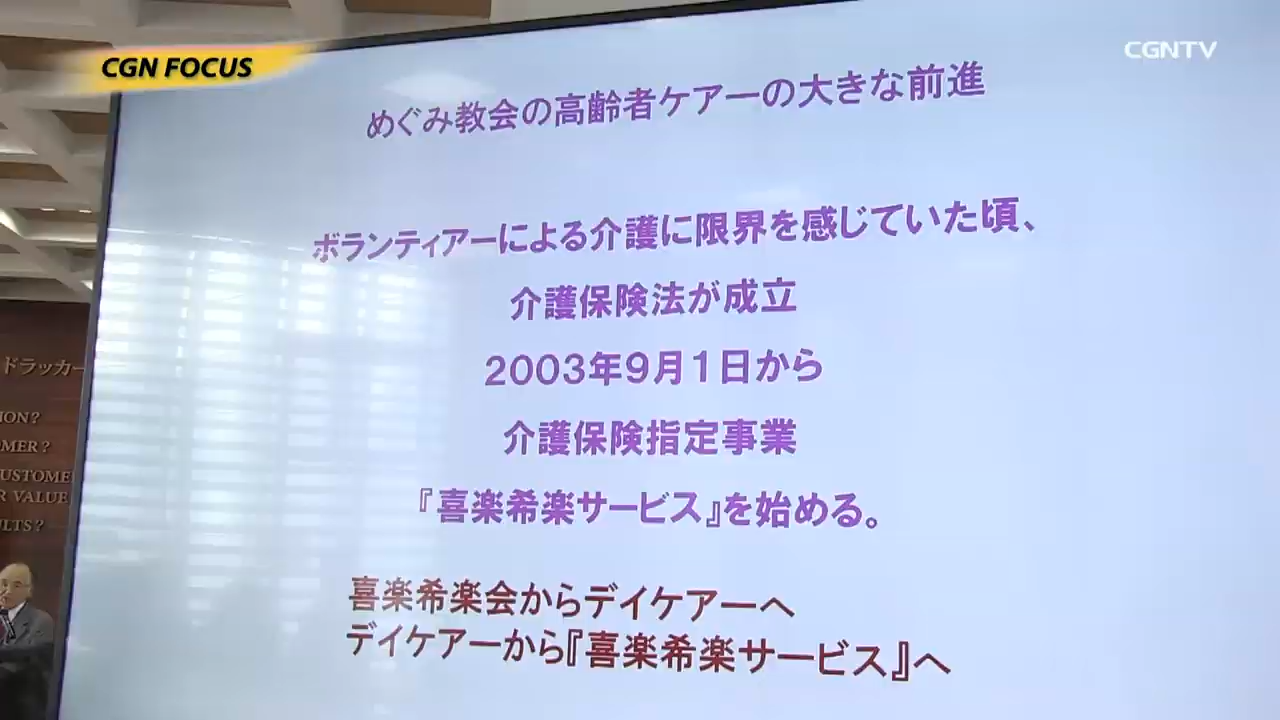 CGN FOCUS
CGNTV
めぐみ教会の高齢者ケアーの大きな前進
ボランティアーによる介護に限界を感じていた頃、
介護保険法が成立
2003年9月1日から
介護保険指定事業
『喜楽希楽サービス』を始める。
喜楽希楽会からデイケアーへ
デイケアーから『喜楽希楽サービス』へ
ドラッカー
ION?
MER?
USTOME
R VALUE
ULTS?